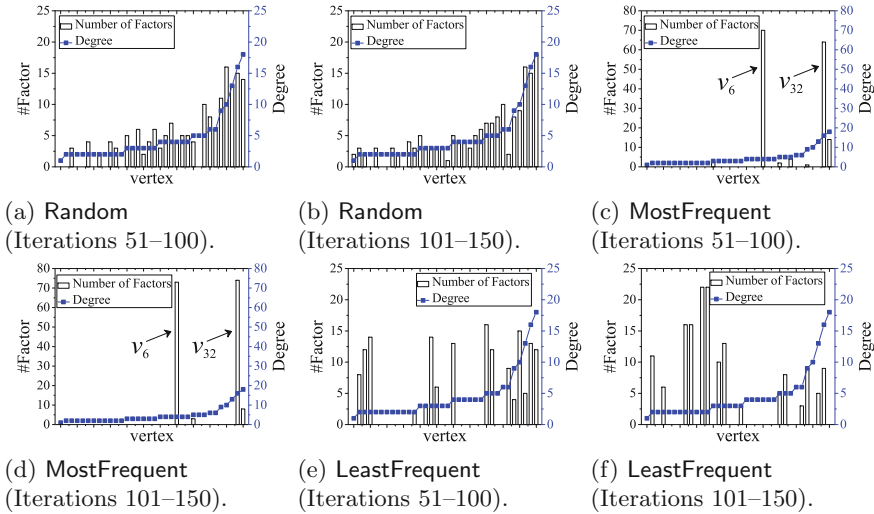 25
20
15
10
5
0
#Factor
Number of Factors
Degree
25
20
15
10
5
0
Degree
vertex
(a) Random
(Iterations 51–100).
25
20
15
10
5
0
#Factor
Number of Factors
Degree
25
20
15
10
5
0
Degree
vertex
(b) Random
(Iterations 101–150).
80
70
60
50
40
30
20
10
0
#Factor
Number of Factors
Degree
v6
v32
80
70
60
50
40
30
20
10
0
Degree
vertex
(c) MostFrequent
(Iterations 51–100).
80
70
60
50
40
30
20
10
0
#Factor
Number of Factors
Degree
v6
v32
80
70
60
50
40
30
20
10
0
Degree
vertex
(d) MostFrequent
(Iterations 101–150).
25
20
15
10
5
0
#Factor
Number of Factors
Degree
25
20
15
10
5
0
Degree
vertex
(e) LeastFrequent
(Iterations 51–100).
25
20
15
10
5
0
#Factor
Number of Factors
Degree
25
20
15
10
5
0
Degree
vertex
(f) LeastFrequent
(Iterations 101–150).